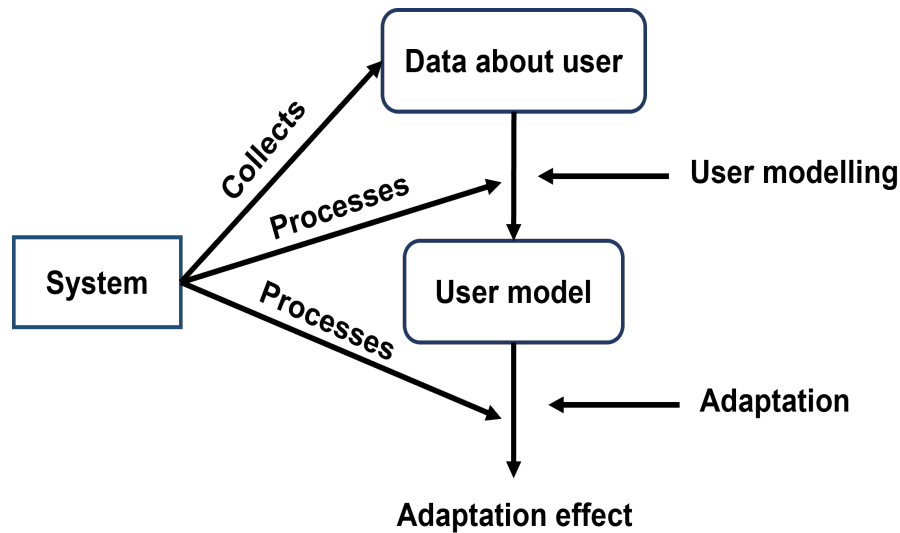 Data about user
Collects
User modelling
Processes
System
User model
Processes
Adaptation
Adaptation effect